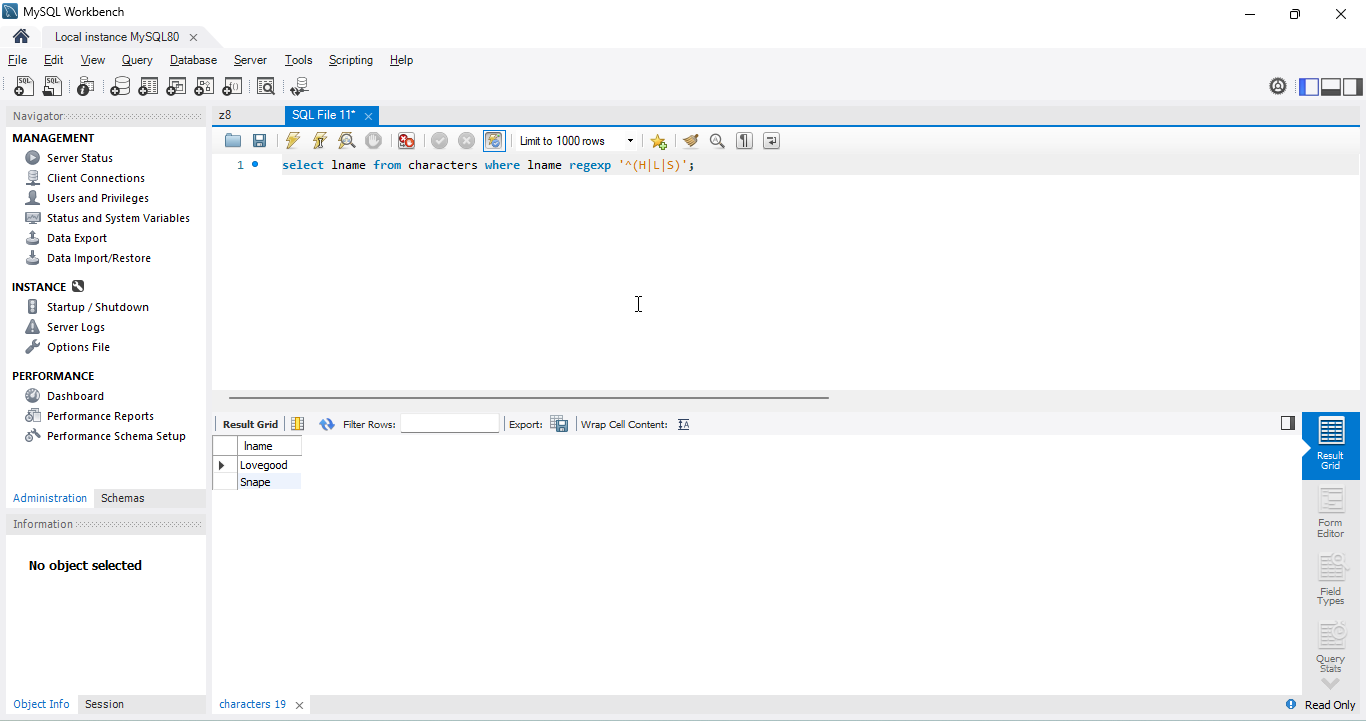 MySQL Workbench
Local instance MySQL80
File Edit View Query Database Server Tools Scripting Help
Navigator
MANAGEMENT
Server Status
Client Connections
Users and Privileges
Status and System Variables
Data Export
Data Import/Restore
INSTANCE
Startup / Shutdown
Server Logs
Options File
PERFORMANCE
Dashboard
Performance Reports
Performance Schema Setup
Administration Schemas
Information
No object selected
Object Info Session
z8 SQL File 11*
Limit to 1000 rows
1 select lname from characters where lname regexp '^(H|L|S)';
Result Grid Filter Rows: Export: Wrap Cell Content:
lname
Lovegood
Snape
Result
Grid
Form
Editor
Field
Types
Query
Stats
characters 19
Read Only